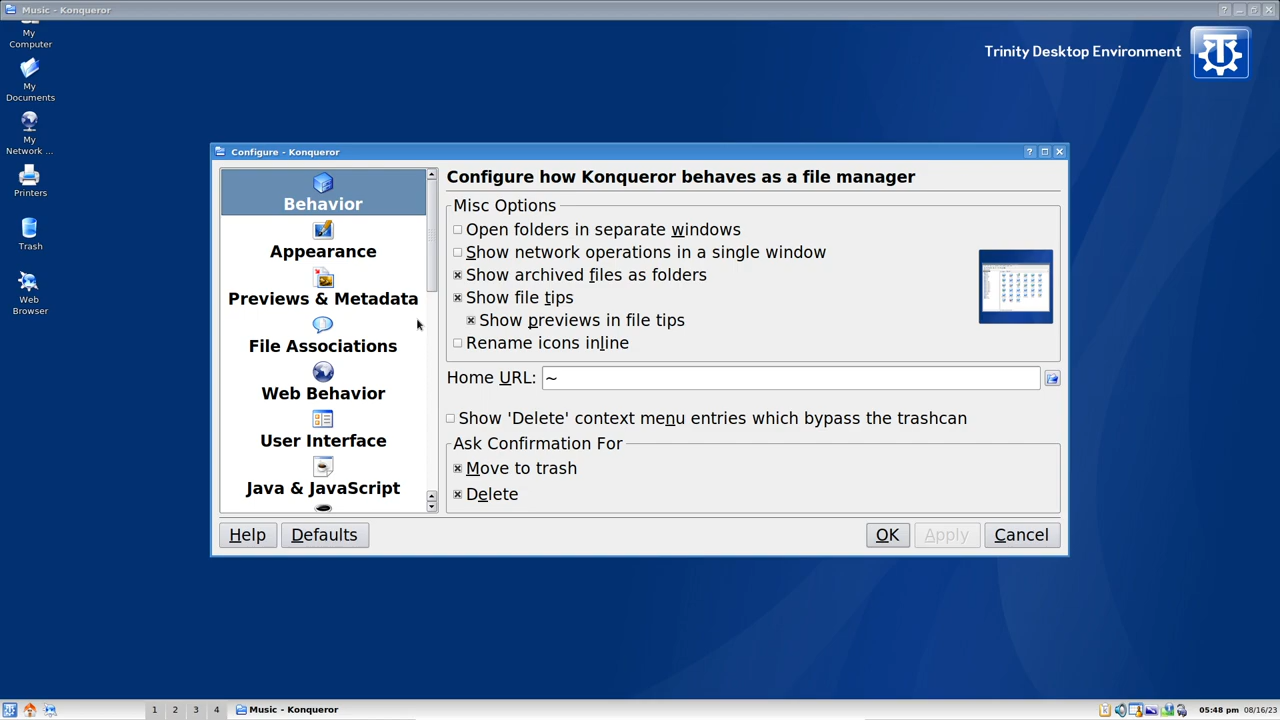 Music - Konqueror
My
Computer
My
Documents
My
Network ...
Printers
Trash
Web
Browser
Trinity Desktop Environment
Configure - Konqueror
Behavior
Appearance
Previews & Metadata
File Associations
Web Behavior
User Interface
Java & JavaScript
Configure how Konqueror behaves as a file manager
Misc Options
Open folders in separate windows
Show network operations in a single window
Show archived files as folders
Show file tips
Show previews in file tips
Rename icons inline
Home URL: ~
Show 'Delete' context menu entries which bypass the trashcan
Ask Confirmation For
Move to trash
Delete
Help Defaults OK Apply Cancel
1 2 3 4 Music - Konqueror 05:48 pm 08/16/23